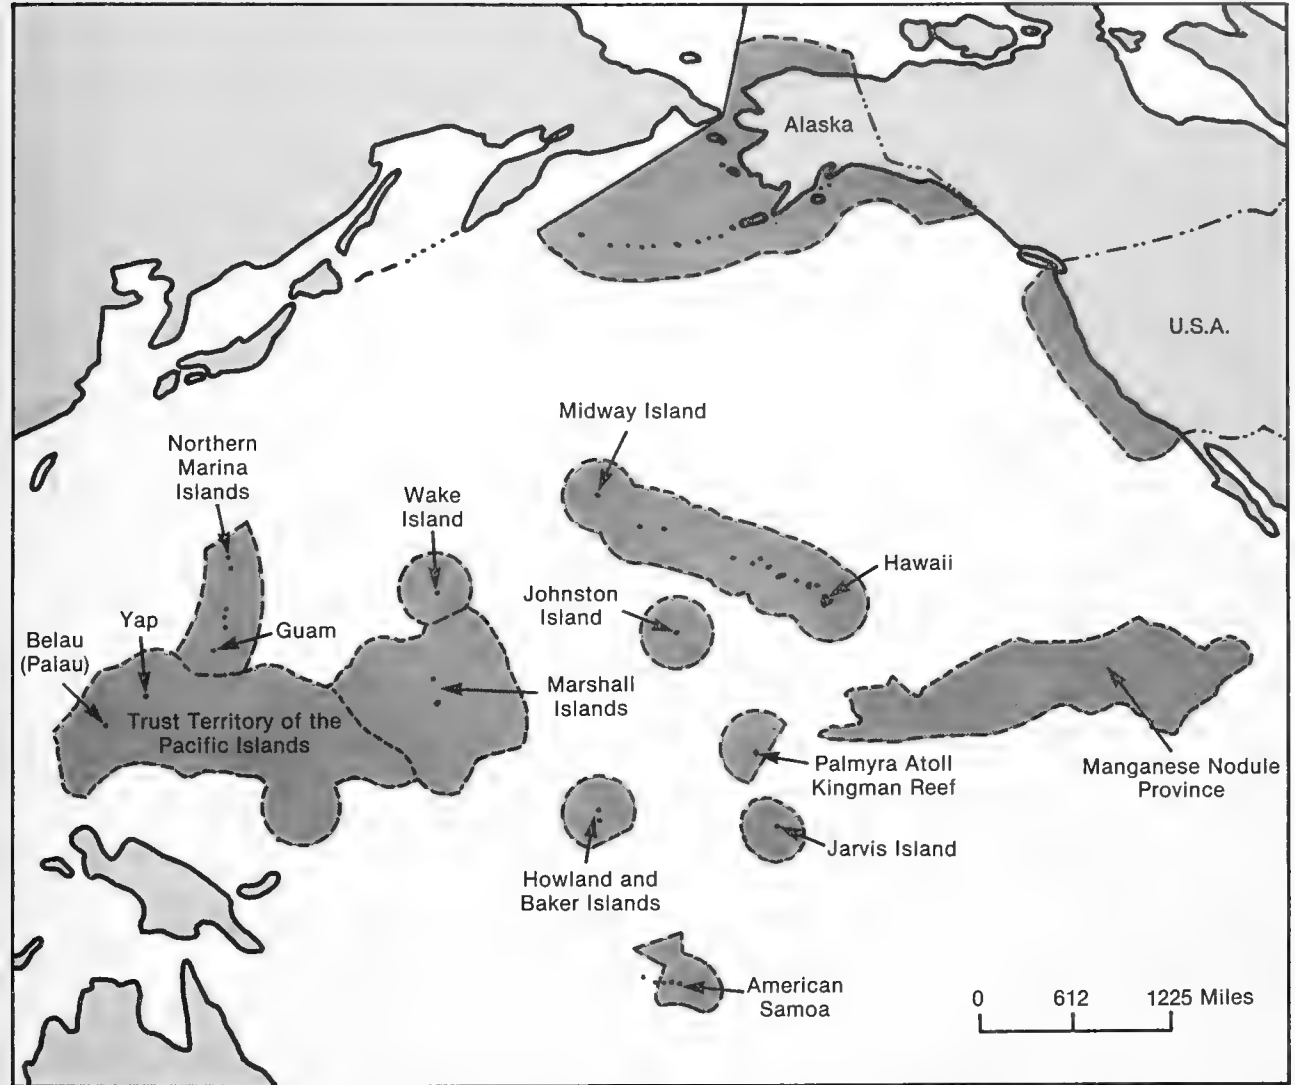 Alaska
U.S.A.
Midway Island
Northern
Marina
Islands
Wake
Island
Hawaii
Johnston
Island
Yap
Guam
Belau
(Palau)
Marshall
Islands
Trust Territory of the
Pacific Islands
Palmyra Atoll
Kingman Reef
Manganese Nodule
Province
Jarvis Island
Howland and
Baker Islands
American
Samoa
0 612 1225 Miles